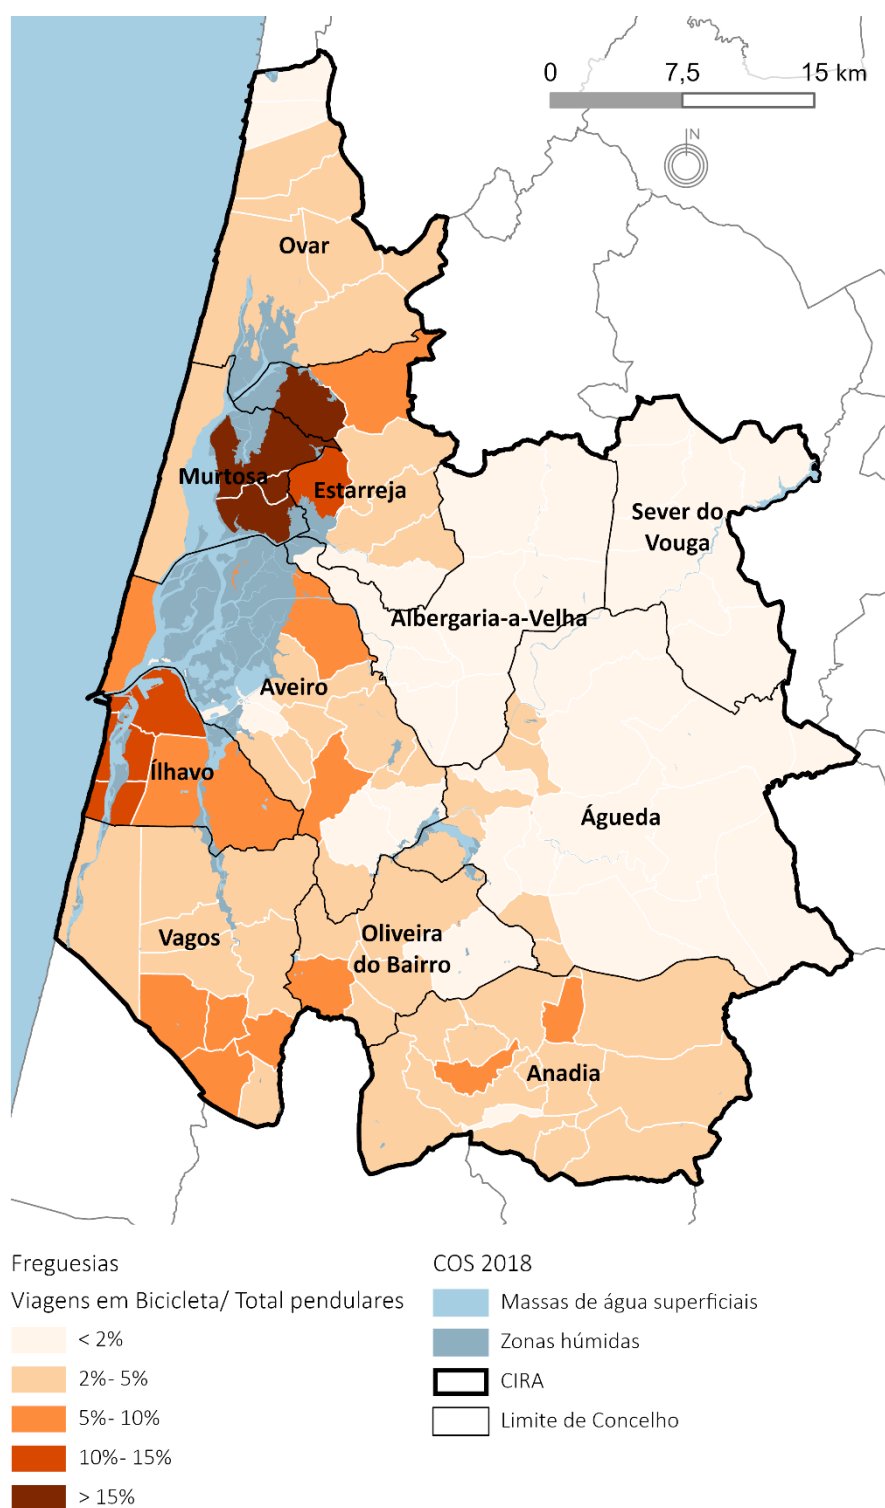 0 7,5 15 km
N
Ovar
Murtosa
Estarreja
Sever do
Vouga
Albergaria-a-Velha
Aveiro
Ílhavo
Águeda
Vagos
Oliveira
do Bairro
Anadia
Freguesias
Viagens em Bicicleta/ Total pendulares
< 2%
2%- 5%
5%- 10%
10%- 15%
> 15%
COS 2018
Massas de água superficiais
Zonas húmidas
CIRA
Limite de Concelho